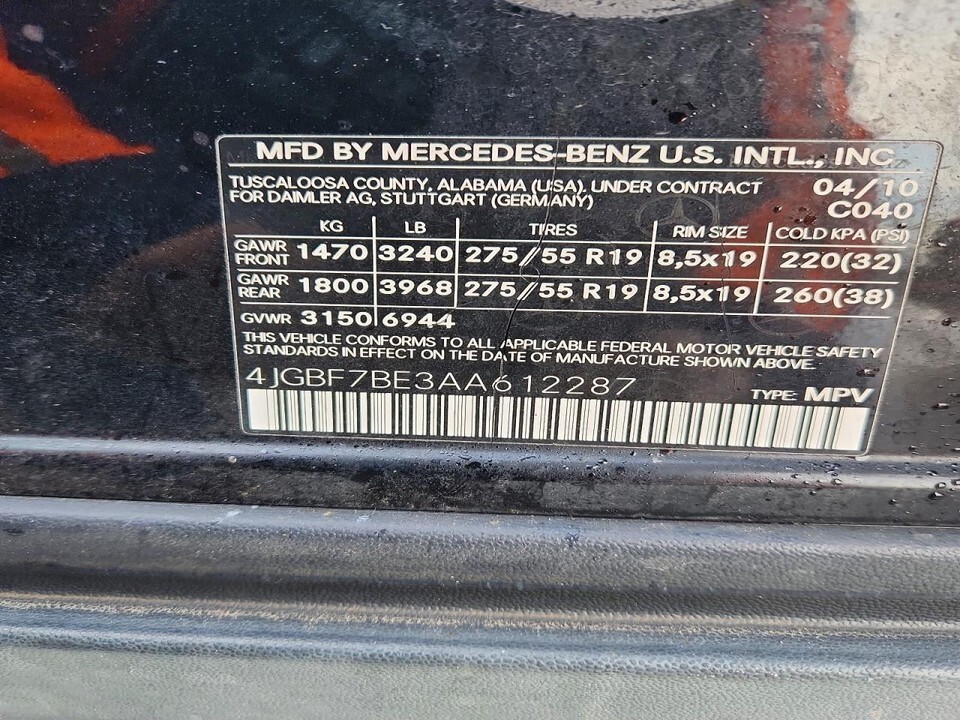 MFD BY MERCEDES-BENZ U.S. INTL., INC
TUSCALOOSA COUNTY, ALABAMA (USA), UNDER CONTRACT 04/10
FOR DAIMLER AG, STUTTGART (GERMANY) C040
KG LB TIRES RIM SIZE COLD KPA (PSI)
GAWR FRONT 1470 3240 275/55 R19 8,5x19 220(32)
GAWR REAR 1800 3968 275/55 R19 8,5x19 260(38)
GVWR 3150 6944
THIS VEHICLE CONFORMS TO ALL APPLICABLE FEDERAL MOTOR VEHICLE SAFETY
STANDARDS IN EFFECT ON THE DATE OF MANUFACTURE SHOWN ABOVE.
4JGBF7BE3AA612287 TYPE: MPV